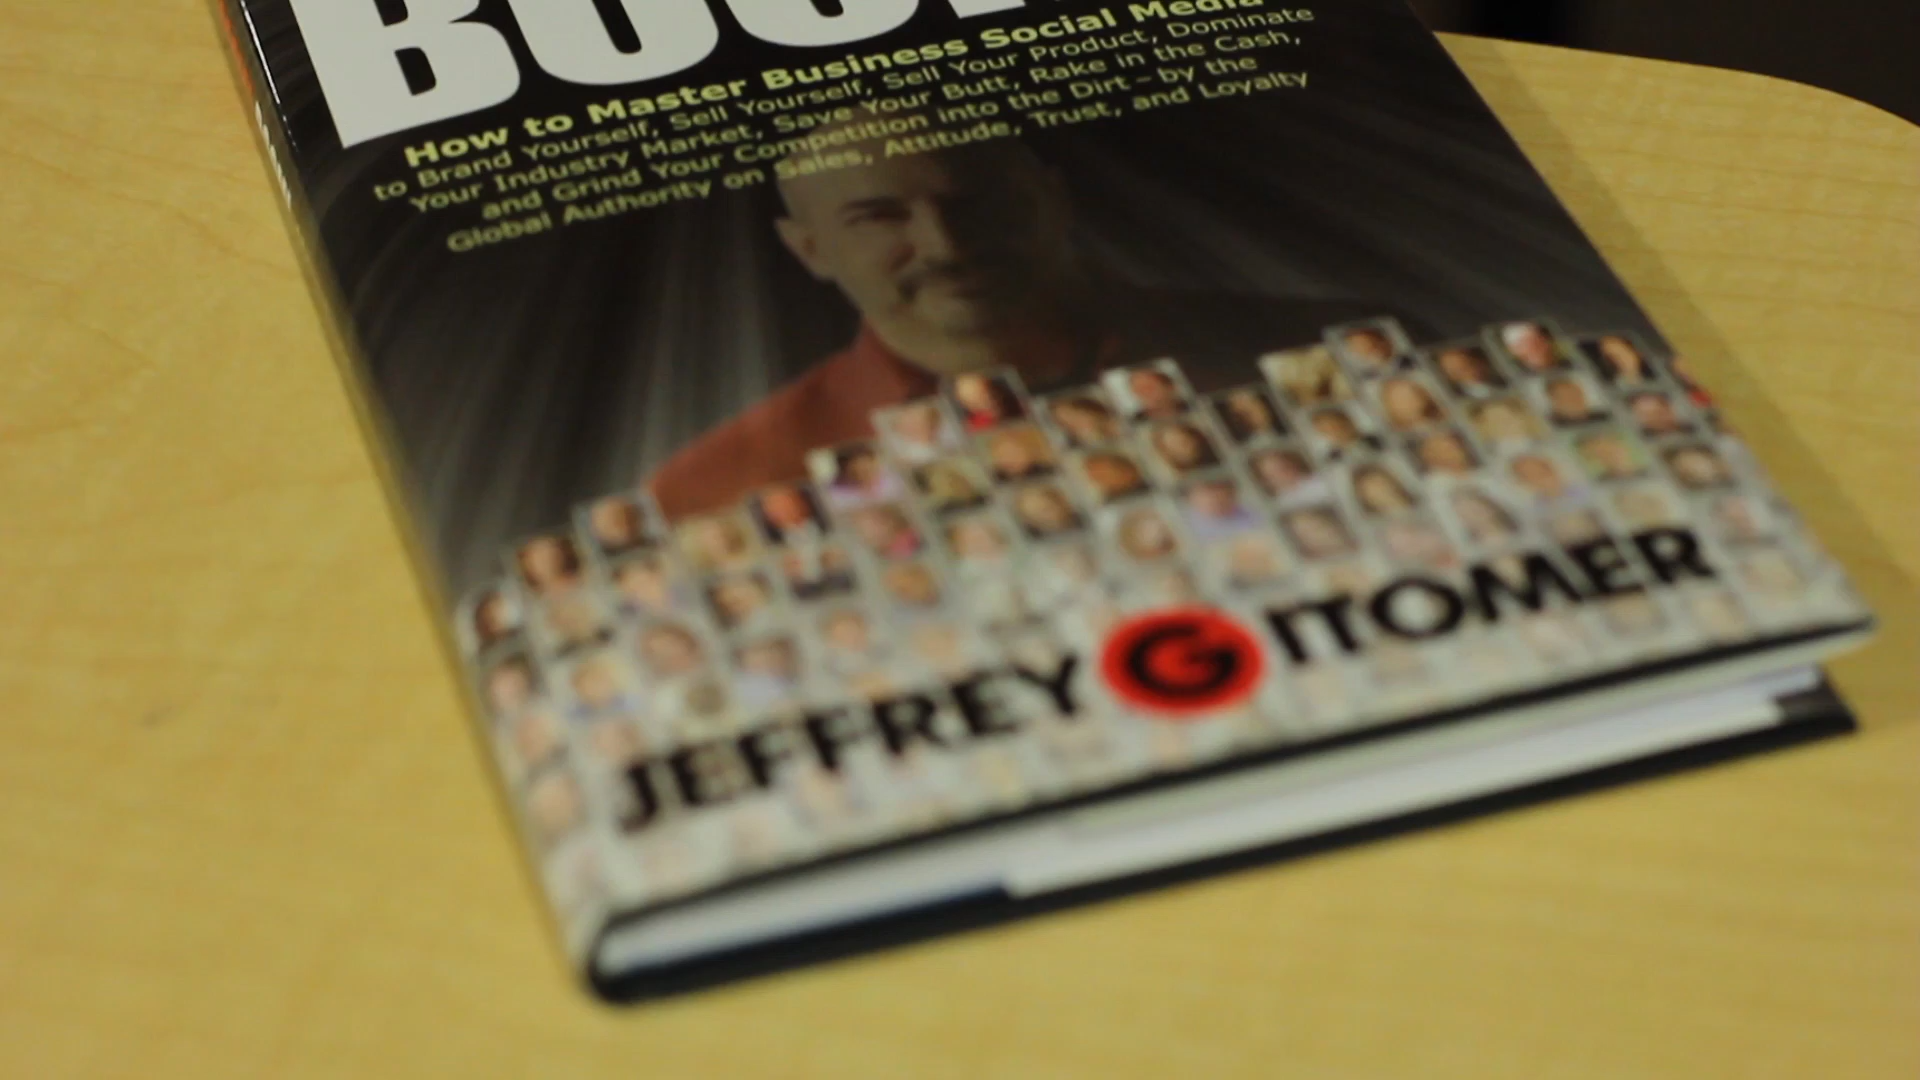 BOOM
How to Master Business Social Media
to Brand Yourself, Sell Yourself, Sell Your Product, Dominate
Your Industry Market, Save Your Butt, Rake in the Cash,
and Grind Your Competition into the Dirt – by the
Global Authority on Sales, Attitude, Trust, and Loyalty
JEFFREY GITOMER